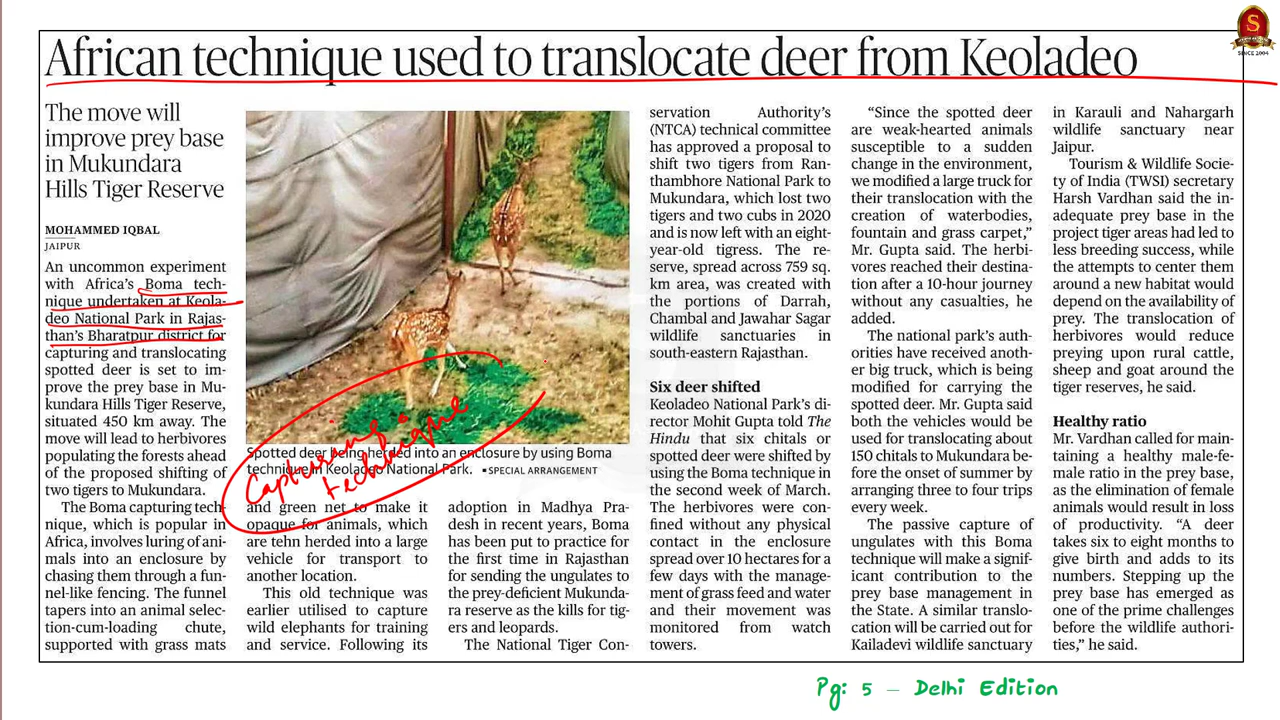 S
SINCE 2004
African technique used to translocate deer from Keoladeo
The move will
improve prey base
in Mukundara
Hills Tiger Reserve
MOHAMMED IQBAL
JAIPUR
An uncommon experiment
with Africa's Boma tech-
nique undertaken at Keola-
deo National Park in Rajas-
than's Bharatpur district for
capturing and translocating
spotted deer is set to im-
prove the prey base in Mu-
kundara Hills Tiger Reserve,
situated 450 km away. The
move will lead to herbivores
populating the forests ahead
of the proposed shifting of
two tigers to Mukundara.
The Boma capturing tech-
nique, which is popular in
Africa, involves luring of ani-
mals into an enclosure by
chasing them through a fun-
nel-like fencing. The funnel
tapers into an animal selec-
tion-cum-loading chute,
supported with grass mats
Capturing
technique
Spotted deer being herded into an enclosure by using Boma
technique in Keoladeo National Park. ▪SPECIAL ARRANGEMENT
and green net to make it
opaque for animals, which
are tehn herded into a large
vehicle for transport to
another location.
This old technique was
earlier utilised to capture
wild elephants for training
and service. Following its
adoption in Madhya Pra-
desh in recent years, Boma
has been put to practice for
the first time in Rajasthan
for sending the ungulates to
the prey-deficient Mukunda-
ra reserve as the kills for tig-
ers and leopards.
The National Tiger Con-
servation Authority's
(NTCA) technical committee
has approved a proposal to
shift two tigers from Ran-
thambhore National Park to
Mukundara, which lost two
tigers and two cubs in 2020
and is now left with an eight-
year-old tigress. The re-
serve, spread across 759 sq.
km area, was created with
the portions of Darrah,
Chambal and Jawahar Sagar
wildlife sanctuaries in
south-eastern Rajasthan.
Six deer shifted
Keoladeo National Park's di-
rector Mohit Gupta told The
Hindu that six chitals or
spotted deer were shifted by
using the Boma technique in
the second week of March.
The herbivores were con-
fined without any physical
contact in the enclosure
spread over 10 hectares for a
few days with the manage-
ment of grass feed and water
and their movement was
monitored from watch
towers.
"Since the spotted deer
are weak-hearted animals
susceptible to a sudden
change in the environment,
we modified a large truck for
their translocation with the
creation of waterbodies,
fountain and grass carpet,"
Mr. Gupta said. The herbi-
vores reached their destina-
tion after a 10-hour journey
without any casualties, he
added.
The national park's auth-
orities have received anoth-
er big truck, which is being
modified for carrying the
spotted deer. Mr. Gupta said
both the vehicles would be
used for translocating about
150 chitals to Mukundara be-
fore the onset of summer by
arranging three to four trips
every week.
The passive capture of
ungulates with this Boma
technique will make a signif-
icant contribution to the
prey base management in
the State. A similar translo-
cation will be carried out for
Kailadevi wildlife sanctuary
in Karauli and Nahargarh
wildlife sanctuary near
Jaipur.
Tourism & Wildlife Socie-
ty of India (TWSI) secretary
Harsh Vardhan said the in-
adequate prey base in the
project tiger areas had led to
less breeding success, while
the attempts to center them
around a new habitat would
depend on the availability of
prey. The translocation of
herbivores would reduce
preying upon rural cattle,
sheep and goat around the
tiger reserves, he said.
Healthy ratio
Mr. Vardhan called for main-
taining a healthy male-fe-
male ratio in the prey base,
as the elimination of female
animals would result in loss
of productivity. "A deer
takes six to eight months to
give birth and adds to its
numbers. Stepping up the
prey base has emerged as
one of the prime challenges
before the wildlife authori-
ties," he said.
Pg: 5 – Delhi Edition